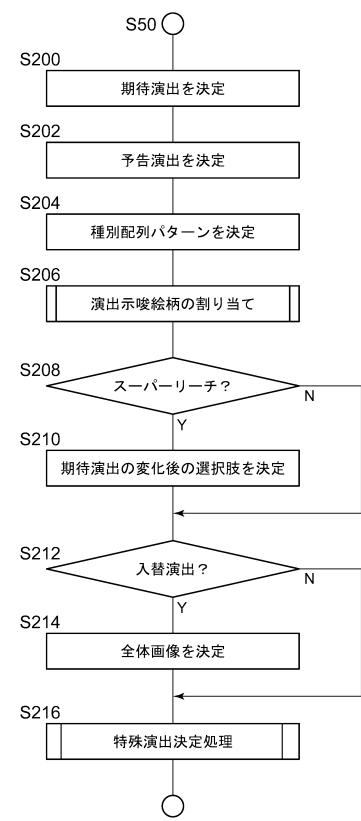 S50
S200
期待演出を決定
S202
予告演出を決定
S204
種別配列パターンを決定
S206
演出示唆絵柄の割り当て
S208
スーパーリーチ？
N
Y
S210
期待演出の変化後の選択肢を決定
S212
入替演出？
N
Y
S214
全体画像を決定
S216
特殊演出決定処理